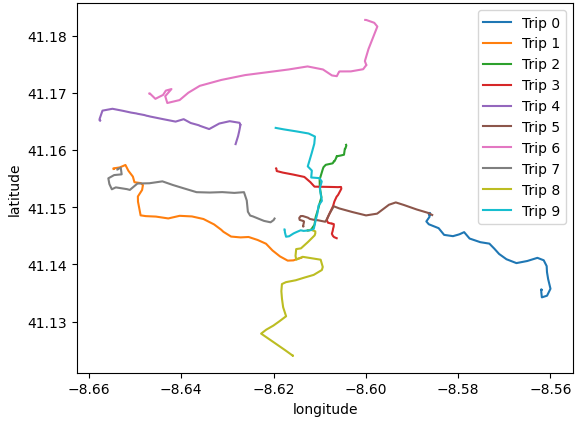 41.18
41.17
41.16
41.15
41.14
41.13
latitude
−8.66
−8.64
−8.62
−8.60
−8.58
−8.56
longitude
Trip 0
Trip 1
Trip 2
Trip 3
Trip 4
Trip 5
Trip 6
Trip 7
Trip 8
Trip 9